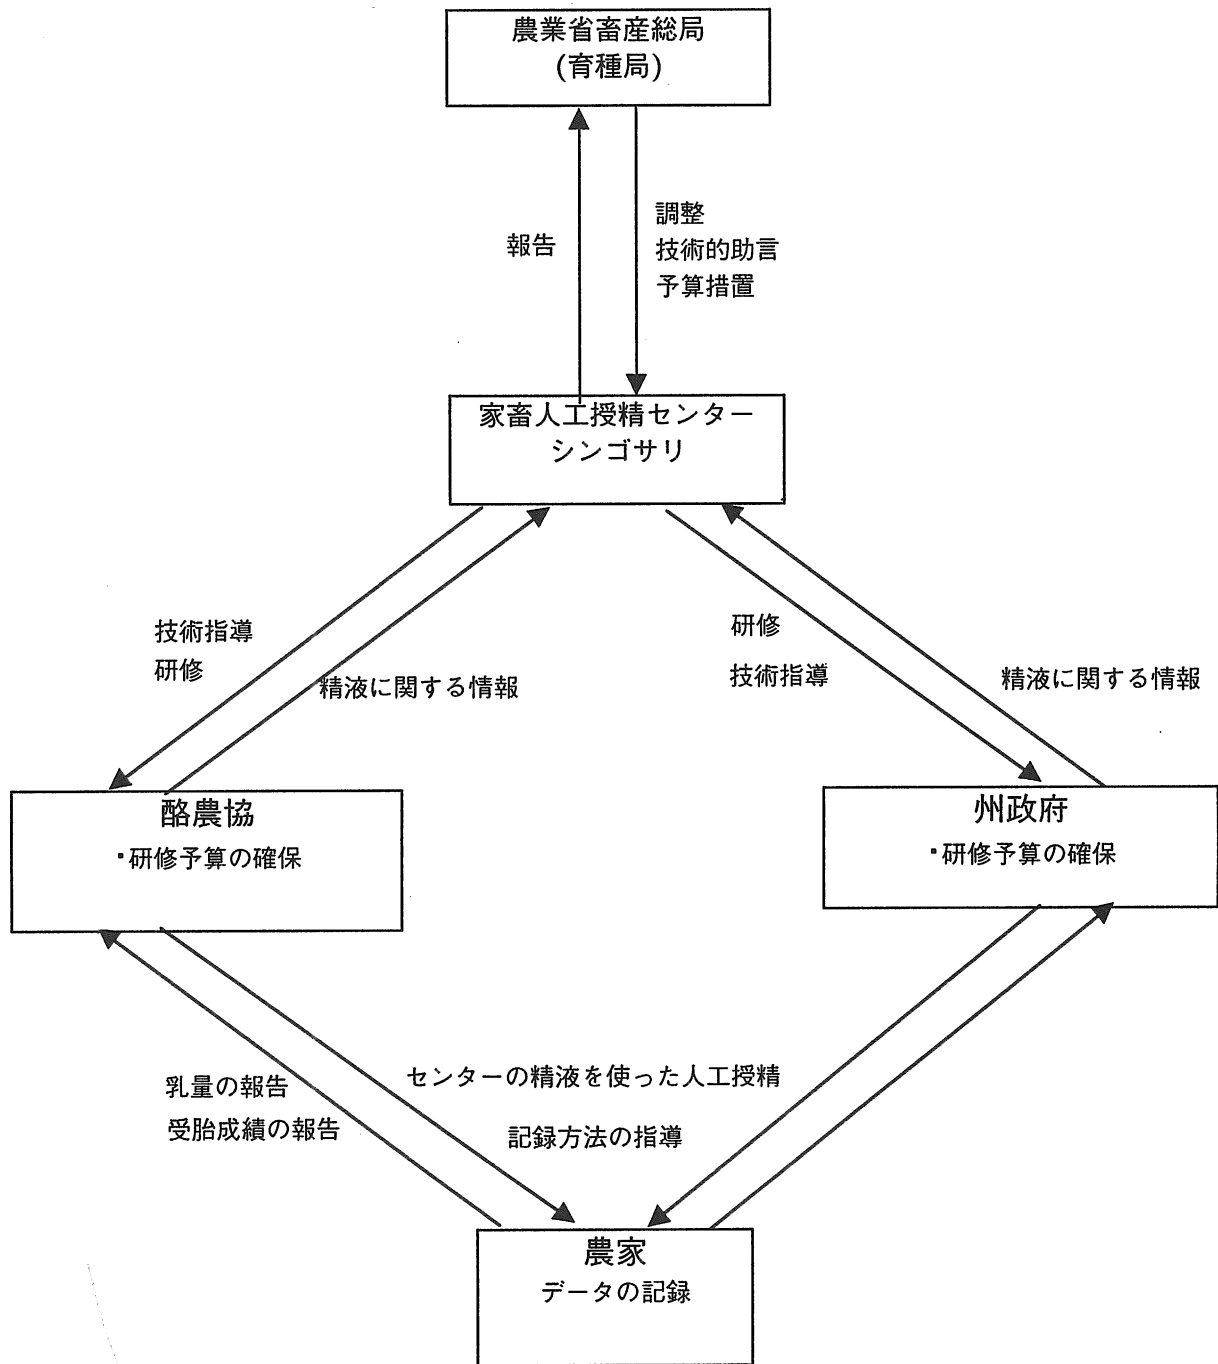 農業省畜産総局
(育種局)
報告
調整
技術的助言
予算措置
家畜人工授精センター
シンゴサリ
技術指導
研修
精液に関する情報
研修
技術指導
精液に関する情報
酪農協
・研修予算の確保
州政府
・研修予算の確保
乳量の報告
受胎成績の報告
センターの精液を使った人工授精
記録方法の指導
農家
データの記録